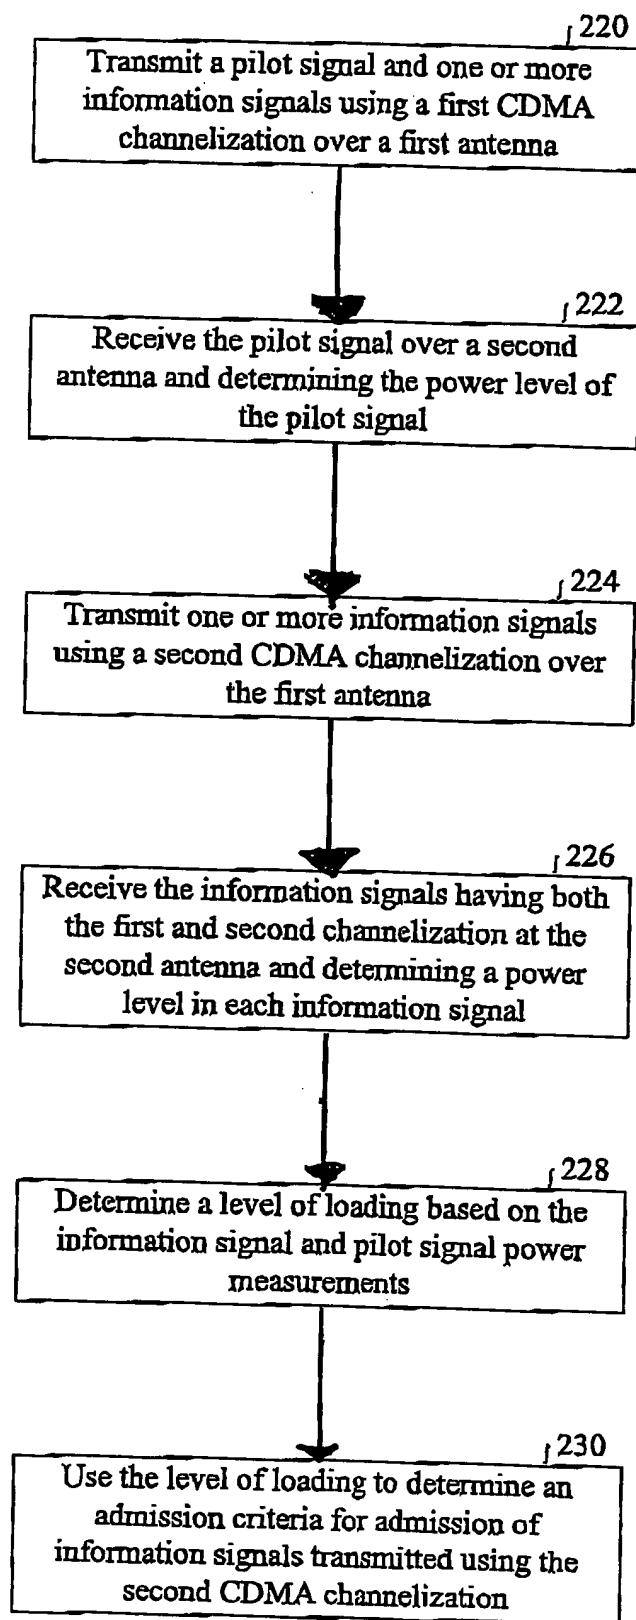 220
Transmit a pilot signal and one or more
information signals using a first CDMA
channelization over a first antenna
222
Receive the pilot signal over a second
antenna and determining the power level of
the pilot signal
224
Transmit one or more information signals
using a second CDMA channelization over
the first antenna
226
Receive the information signals having both
the first and second channelization at the
second antenna and determining a power
level in each information signal
228
Determine a level of loading based on the
information signal and pilot signal power
measurements
230
Use the level of loading to determine an
admission criteria for admission of
information signals transmitted using the
second CDMA channelization